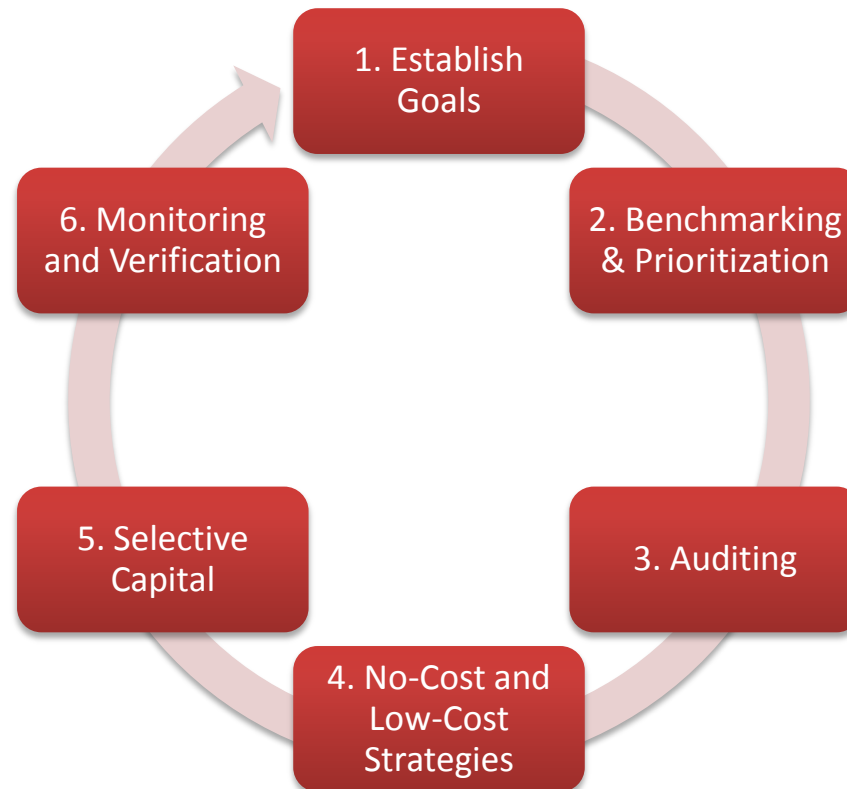 1. Establish
Goals
2. Benchmarking
& Prioritization
3. Auditing
4. No-Cost and
Low-Cost
Strategies
5. Selective
Capital
6. Monitoring
and Verification